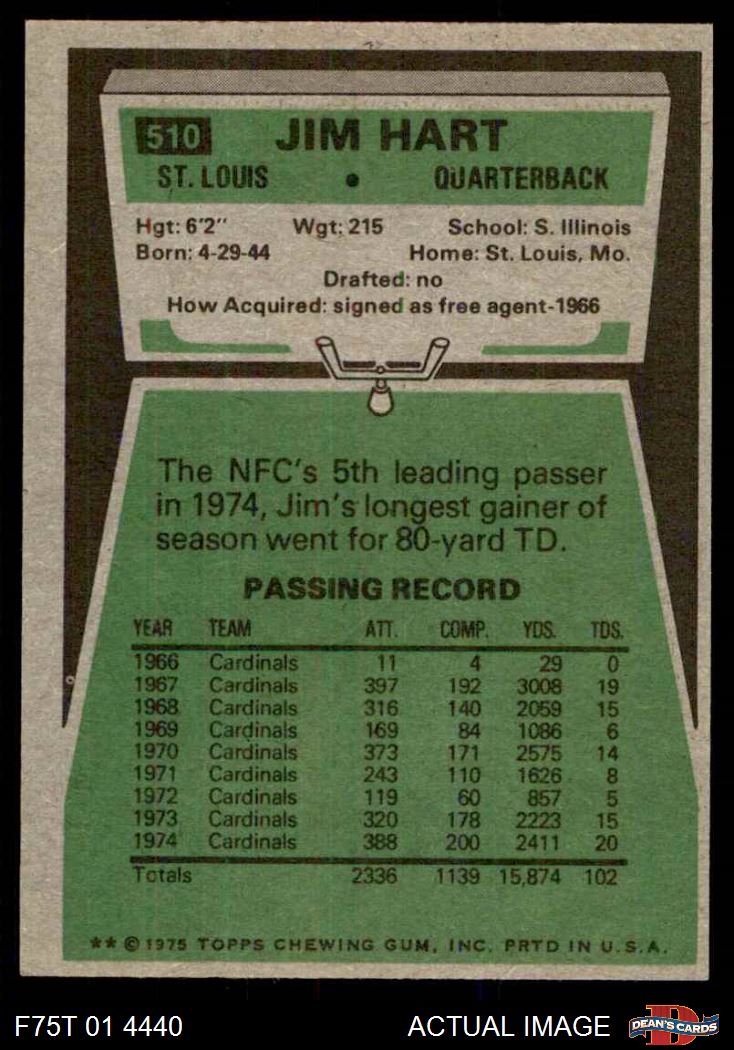 510 JIM HART
ST. LOUIS • QUARTERBACK
Hgt: 6'2" Wgt: 215 School: S. Illinois
Born: 4-29-44 Home: St. Louis, Mo.
Drafted: no
How Acquired: signed as free agent-1966
The NFC's 5th leading passer
in 1974, Jim's longest gainer of
season went for 80-yard TD.
PASSING RECORD
YEAR TEAM ATT. COMP. YDS. TDS.
1966 Cardinals 11 4 29 0
1967 Cardinals 397 192 3008 19
1968 Cardinals 316 140 2059 15
1969 Cardinals 169 84 1086 6
1970 Cardinals 373 171 2575 14
1971 Cardinals 243 110 1626 8
1972 Cardinals 119 60 857 5
1973 Cardinals 320 178 2223 15
1974 Cardinals 388 200 2411 20
Totals 2336 1139 15,874 102
** © 1975 TOPPS CHEWING GUM, INC. PRTD IN U.S.A.
F75T 01 4440 ACTUAL IMAGE D DEAN'S CARDS